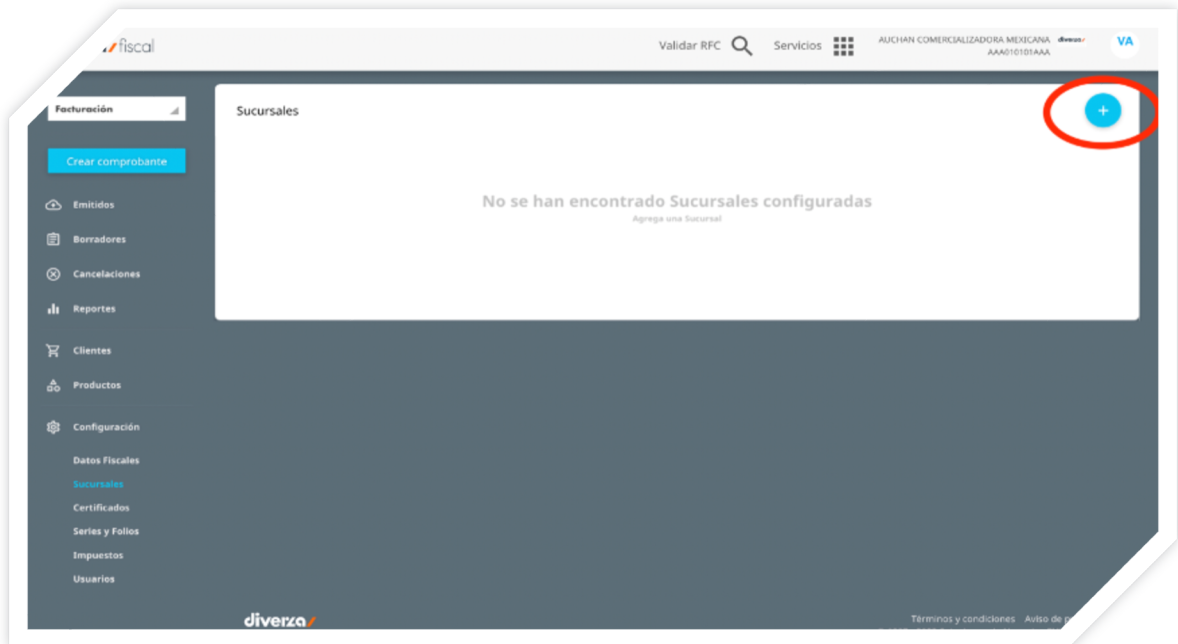 fiscal
Validar RFC
Servicios
AUCHAN COMERCIALIZADORA MEXICANA
AAA010101AAA
diverza
VA
Facturación
Crear comprobante
Emitidos
Borradores
Cancelaciones
Reportes
Clientes
Productos
Configuración
Datos Fiscales
Sucursales
Certificados
Series y Folios
Impuestos
Usuarios
Sucursales
+
No se han encontrado Sucursales configuradas
Agrega una Sucursal
diverza
Términos y condiciones Aviso de